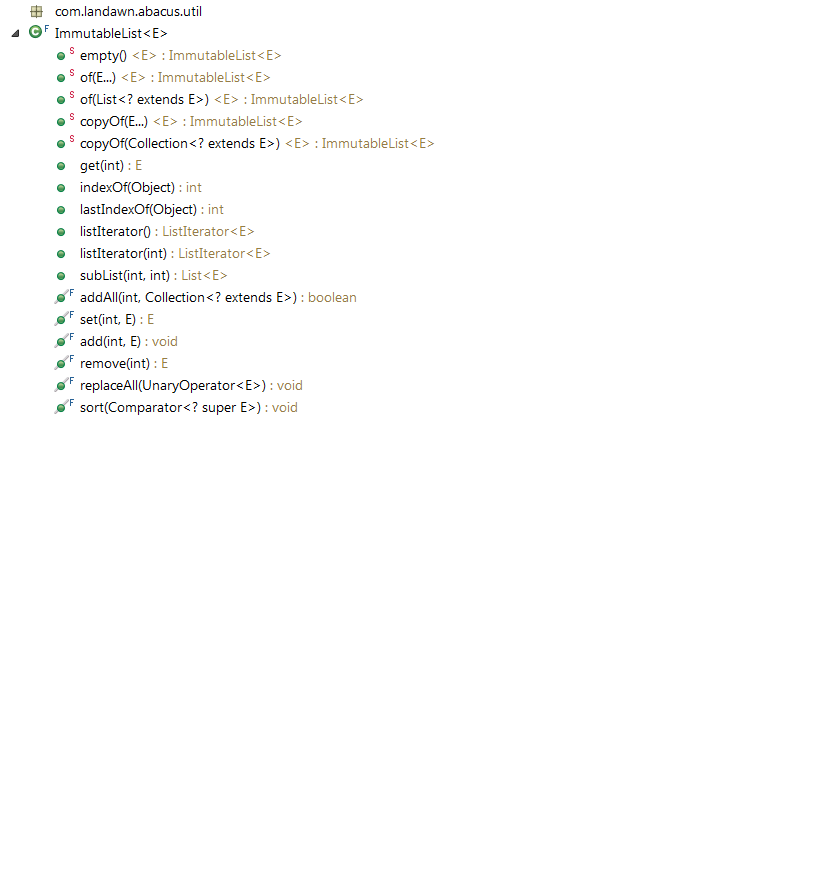 com.landawn.abacus.util
C F ImmutableList<E>
S empty() <E> : ImmutableList<E>
S of(E...) <E> : ImmutableList<E>
S of(List<? extends E>) <E> : ImmutableList<E>
S copyOf(E...) <E> : ImmutableList<E>
S copyOf(Collection<? extends E>) <E> : ImmutableList<E>
get(int) : E
indexOf(Object) : int
lastIndexOf(Object) : int
listIterator() : ListIterator<E>
listIterator(int) : ListIterator<E>
subList(int, int) : List<E>
F addAll(int, Collection<? extends E>) : boolean
F set(int, E) : E
F add(int, E) : void
F remove(int) : E
F replaceAll(UnaryOperator<E>) : void
F sort(Comparator<? super E>) : void